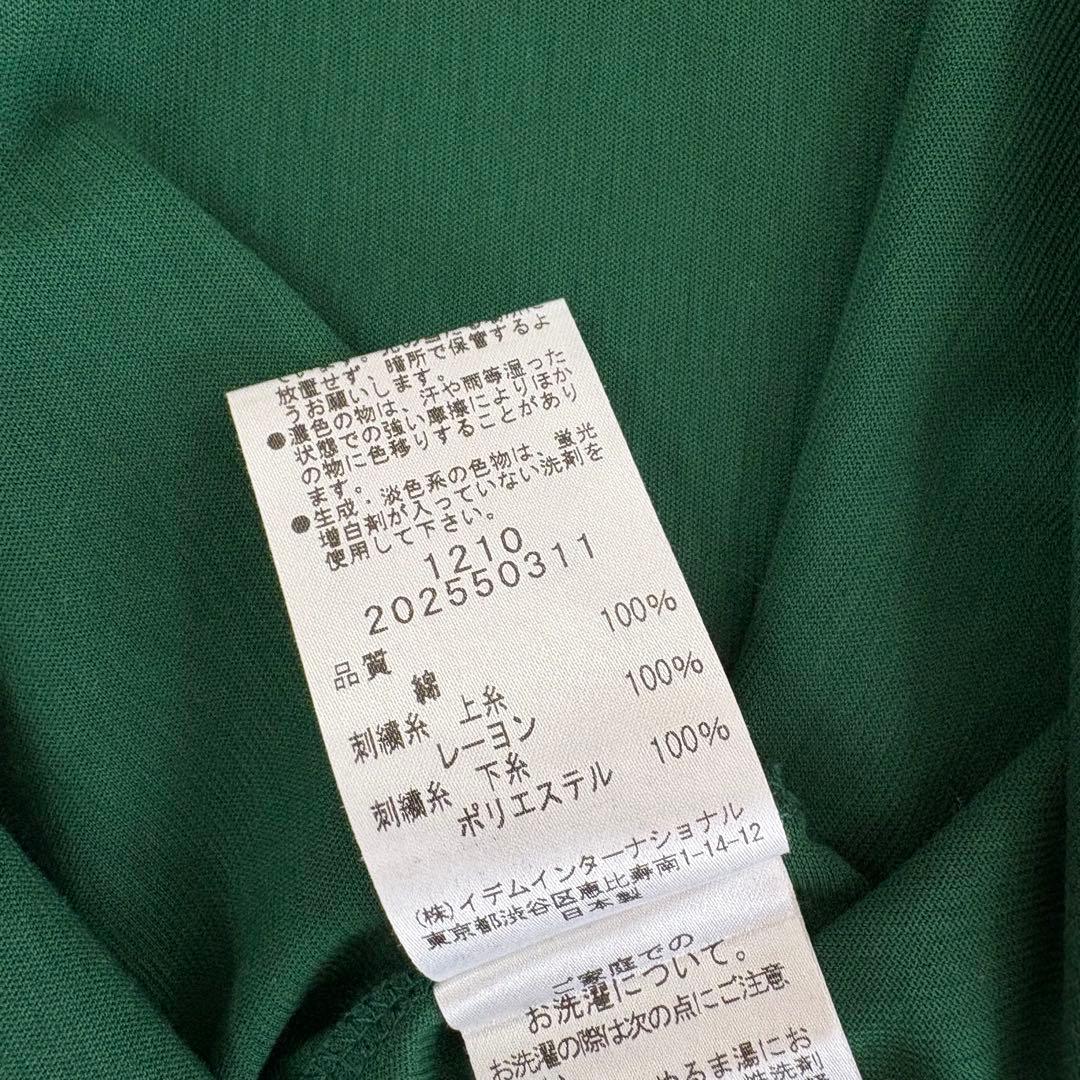 放置せず、暗所で保管するよ
うお願いします。
●濃色の物は、汗や雨等湿った
状態での強い摩擦によりほか
の物に色移りすることがあり
ます。
●生成、淡色系の色物は、蛍光
増白剤が入っていない洗剤を
使用して下さい。
1210
202550311
品質
綿 100%
刺繍糸 上糸
レーヨン 100%
刺繍糸 下糸
ポリエステル 100%
(株)イデムインターナショナル
東京都渋谷区恵比寿南1-14-12
日本製
ご家庭での
お洗濯について。
お洗濯の際は次の点にご注意
ぬるま湯にお
性洗剤